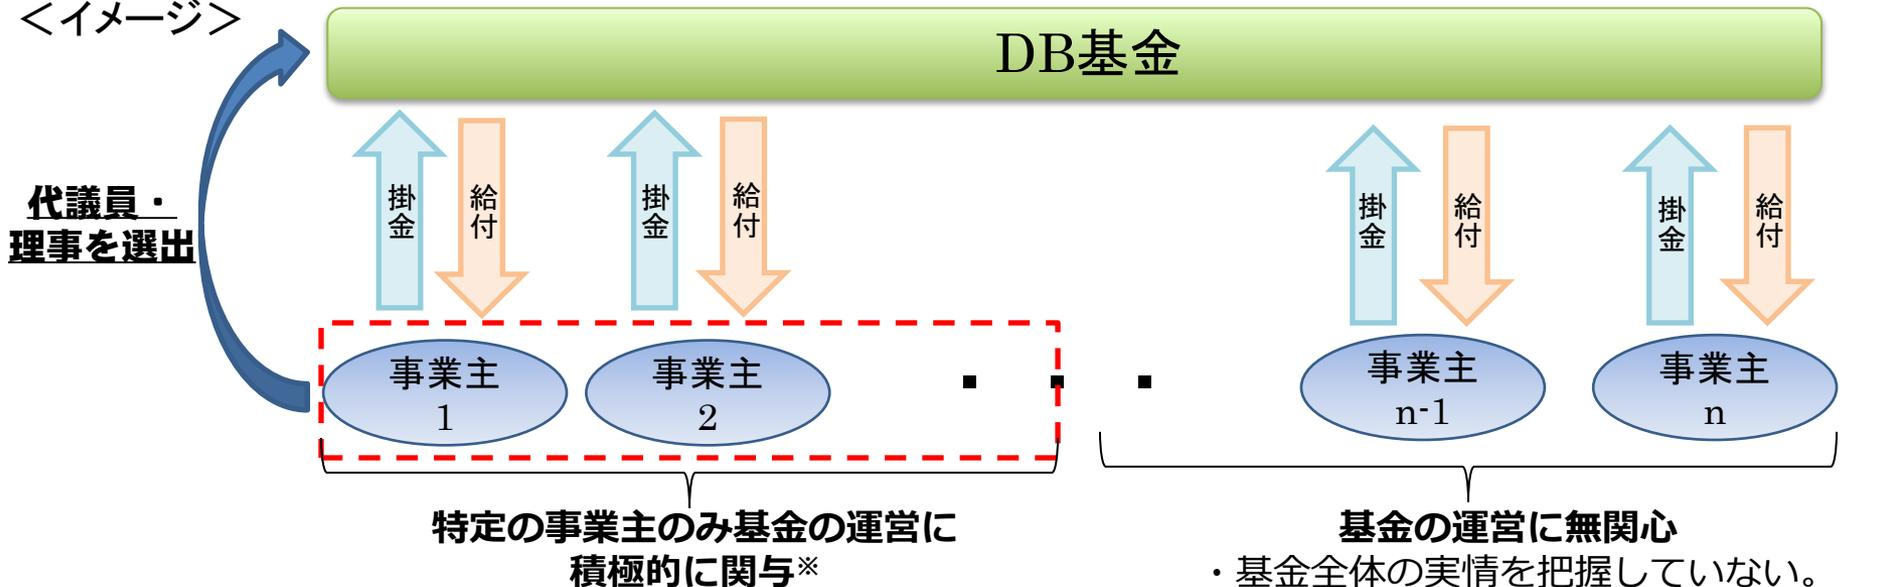 ＜イメージ＞
DB基金
代議員・
理事を選出
掛金
給付
掛金
給付
掛金
給付
掛金
給付
事業主
1
事業主
2
・・・
事業主
n-1
事業主
n
特定の事業主のみ基金の運営に
積極的に関与※
基金の運営に無関心
・基金全体の実情を把握していない。